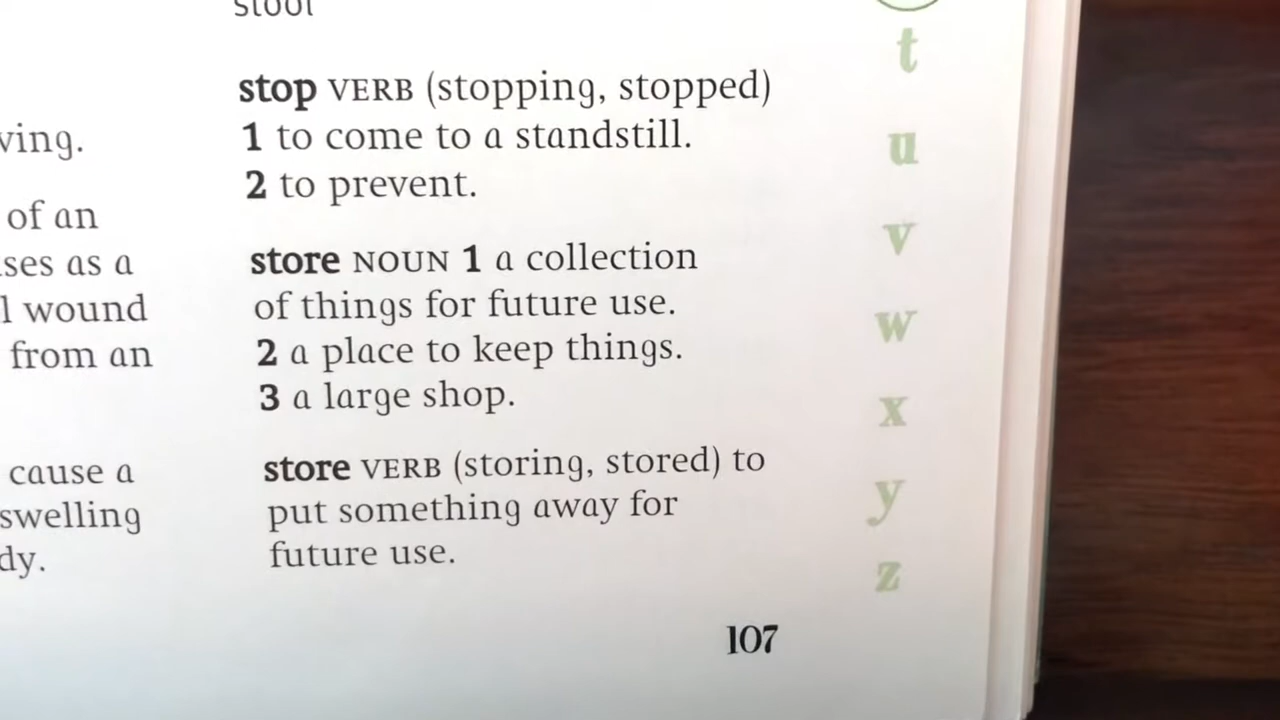 ving.
of an
ses as a
l wound
from an
cause a
swelling
dy.
stool
stop VERB (stopping, stopped)
1 to come to a standstill.
2 to prevent.
store NOUN 1 a collection
of things for future use.
2 a place to keep things.
3 a large shop.
store VERB (storing, stored) to
put something away for
future use.
107
t
u
v
w
x
y
z